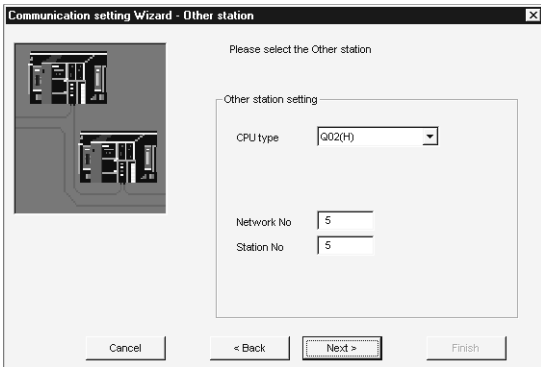 Communication setting Wizard - Other station
Please select the Other station
Other station setting
CPU type Q02(H)
Network No 5
Station No 5
Cancel < Back Next > Finish